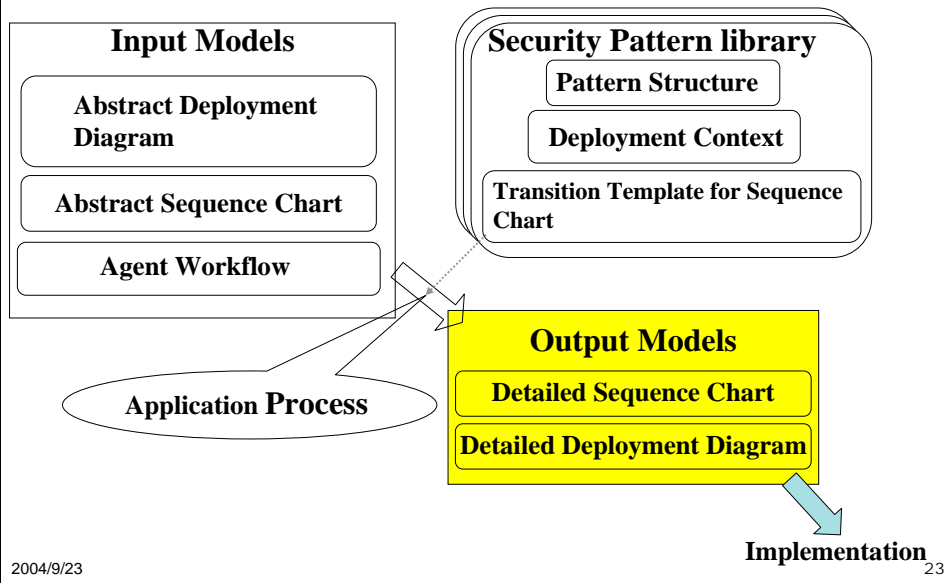 Input Models
Abstract Deployment
Diagram
Abstract Sequence Chart
Agent Workflow
Security Pattern library
Pattern Structure
Deployment Context
Transition Template for Sequence
Chart
Application Process
Output Models
Detailed Sequence Chart
Detailed Deployment Diagram
Implementation
2004/9/23
23